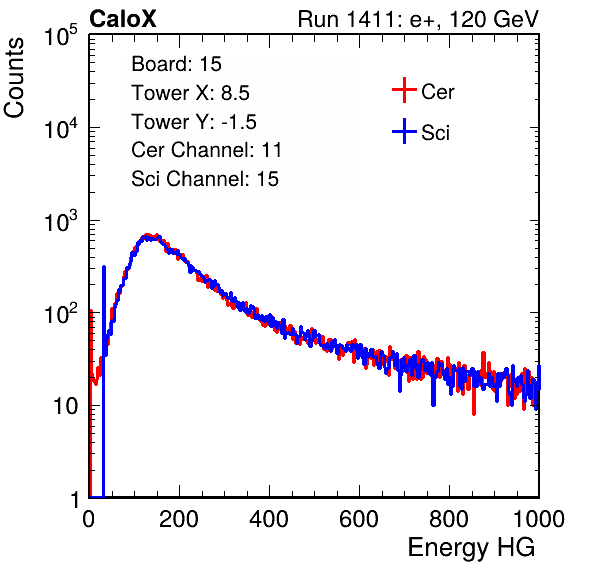 CaloX Run 1411: e+, 120 GeV
Counts
10^5
10^4
10^3
10^2
10
1
Board: 15
Tower X: 8.5
Tower Y: -1.5
Cer Channel: 11
Sci Channel: 15
Cer
Sci
0 200 400 600 800 1000
Energy HG